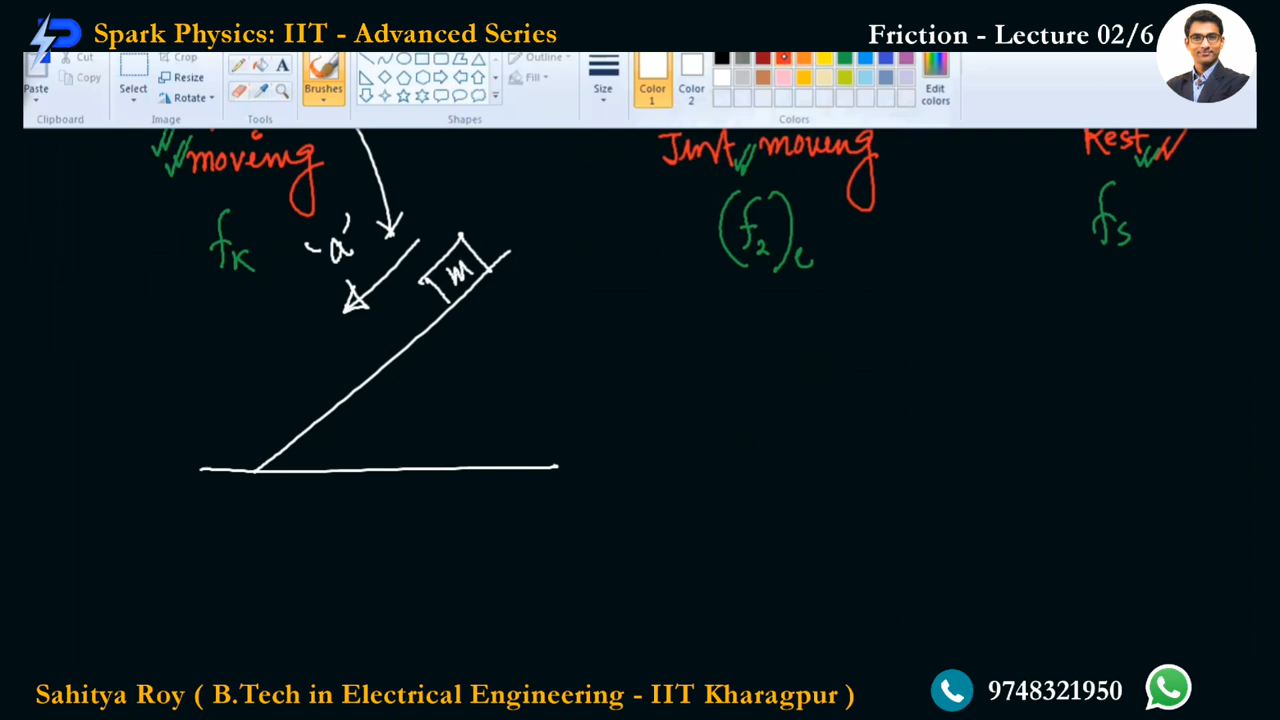 Spark Physics: IIT - Advanced Series
Friction - Lecture 02/6
Cut
Crop
Outline
Copy
Resize
Fill
Paste
Select
Rotate
A
Brushes
Size
Color 1
Color 2
Edit colors
Clipboard
Image
Tools
Shapes
Colors
moving
Just moving
Rest
fK
'a'
fs
m
Sahitya Roy ( B.Tech in Electrical Engineering - IIT Kharagpur )
9748321950